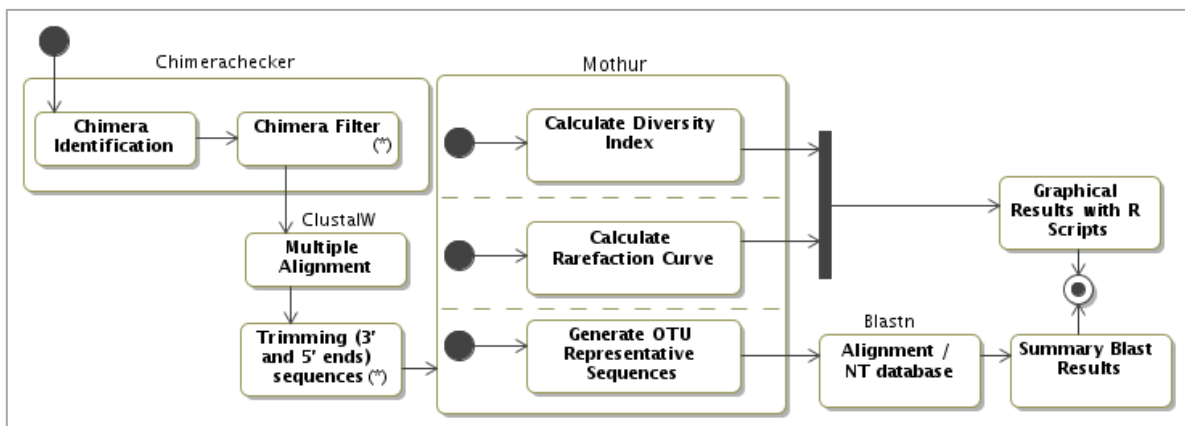 Chimerachecker
Chimera
Identification
Chimera Filter
(*)
ClustalW
Multiple
Alignment
Trimming (3'
and 5' ends)
sequences (*)
Mothur
Calculate Diversity
Index
Calculate
Rarefaction Curve
Generate OTU
Representative
Sequences
Blastn
Alignment /
NT database
Summary Blast
Results
Graphical
Results with R
Scripts